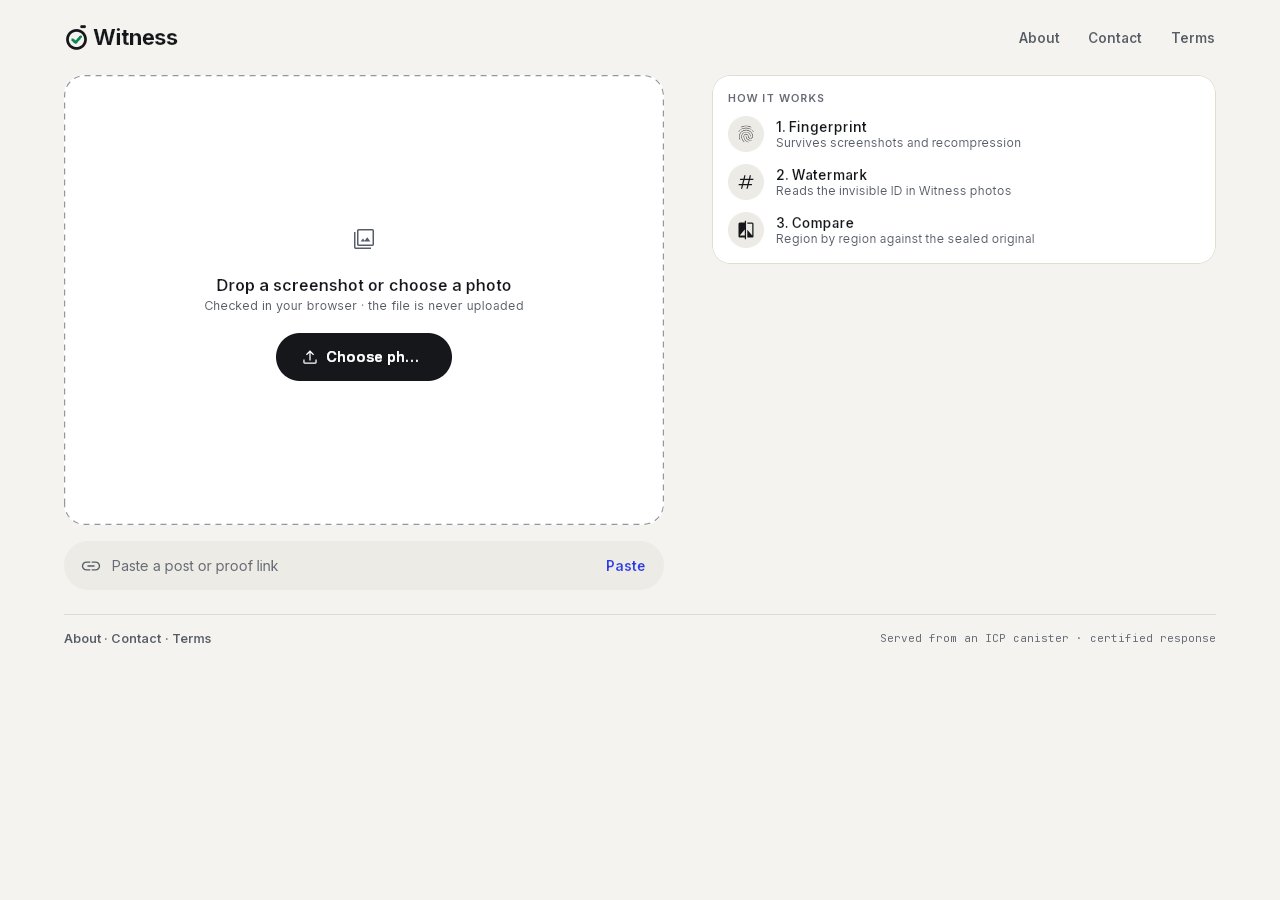 Witness
About
Contact
Terms
Drop a screenshot or choose a photo
Checked in your browser · the file is never uploaded
Choose ph…
Paste a post or proof link
Paste
HOW IT WORKS
1. Fingerprint
Survives screenshots and recompression
2. Watermark
Reads the invisible ID in Witness photos
3. Compare
Region by region against the sealed original
About · Contact · Terms
Served from an ICP canister · certified response